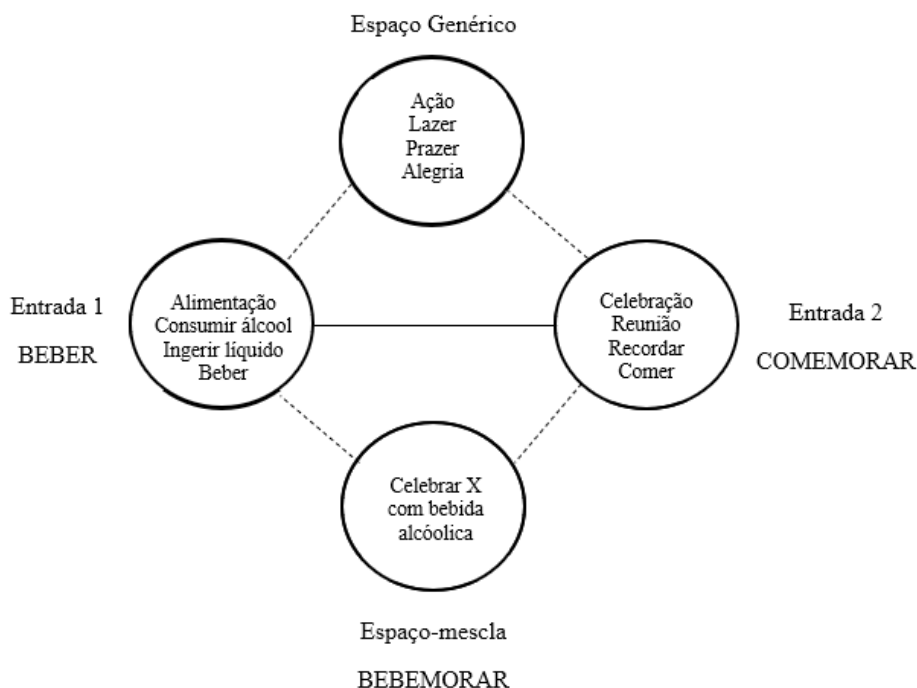 Espaço Genérico
Ação
Lazer
Prazer
Alegria
Entrada 1
BEBER
Alimentação
Consumir álcool
Ingerir líquido
Beber
Celebração
Reunião
Recordar
Comer
Entrada 2
COMEMORAR
Celebrar X
com bebida
alcóolica
Espaço-mescla
BEBEMORAR